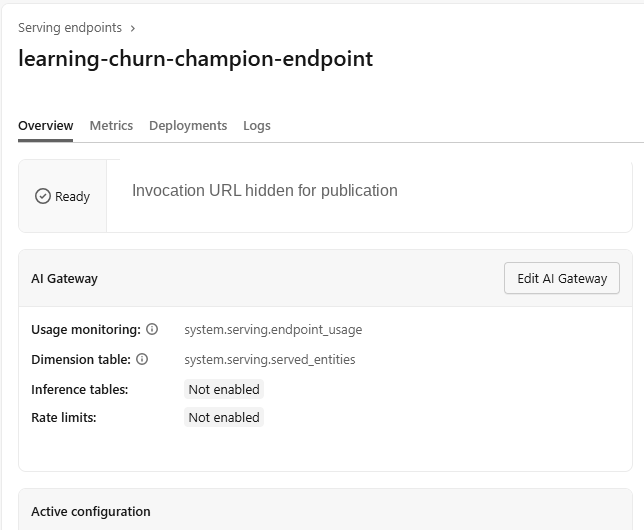 Serving endpoints >
learning-churn-champion-endpoint
Overview Metrics Deployments Logs
Ready
Invocation URL hidden for publication
AI Gateway
Edit AI Gateway
Usage monitoring: system.serving.endpoint_usage
Dimension table: system.serving.served_entities
Inference tables: Not enabled
Rate limits: Not enabled
Active configuration